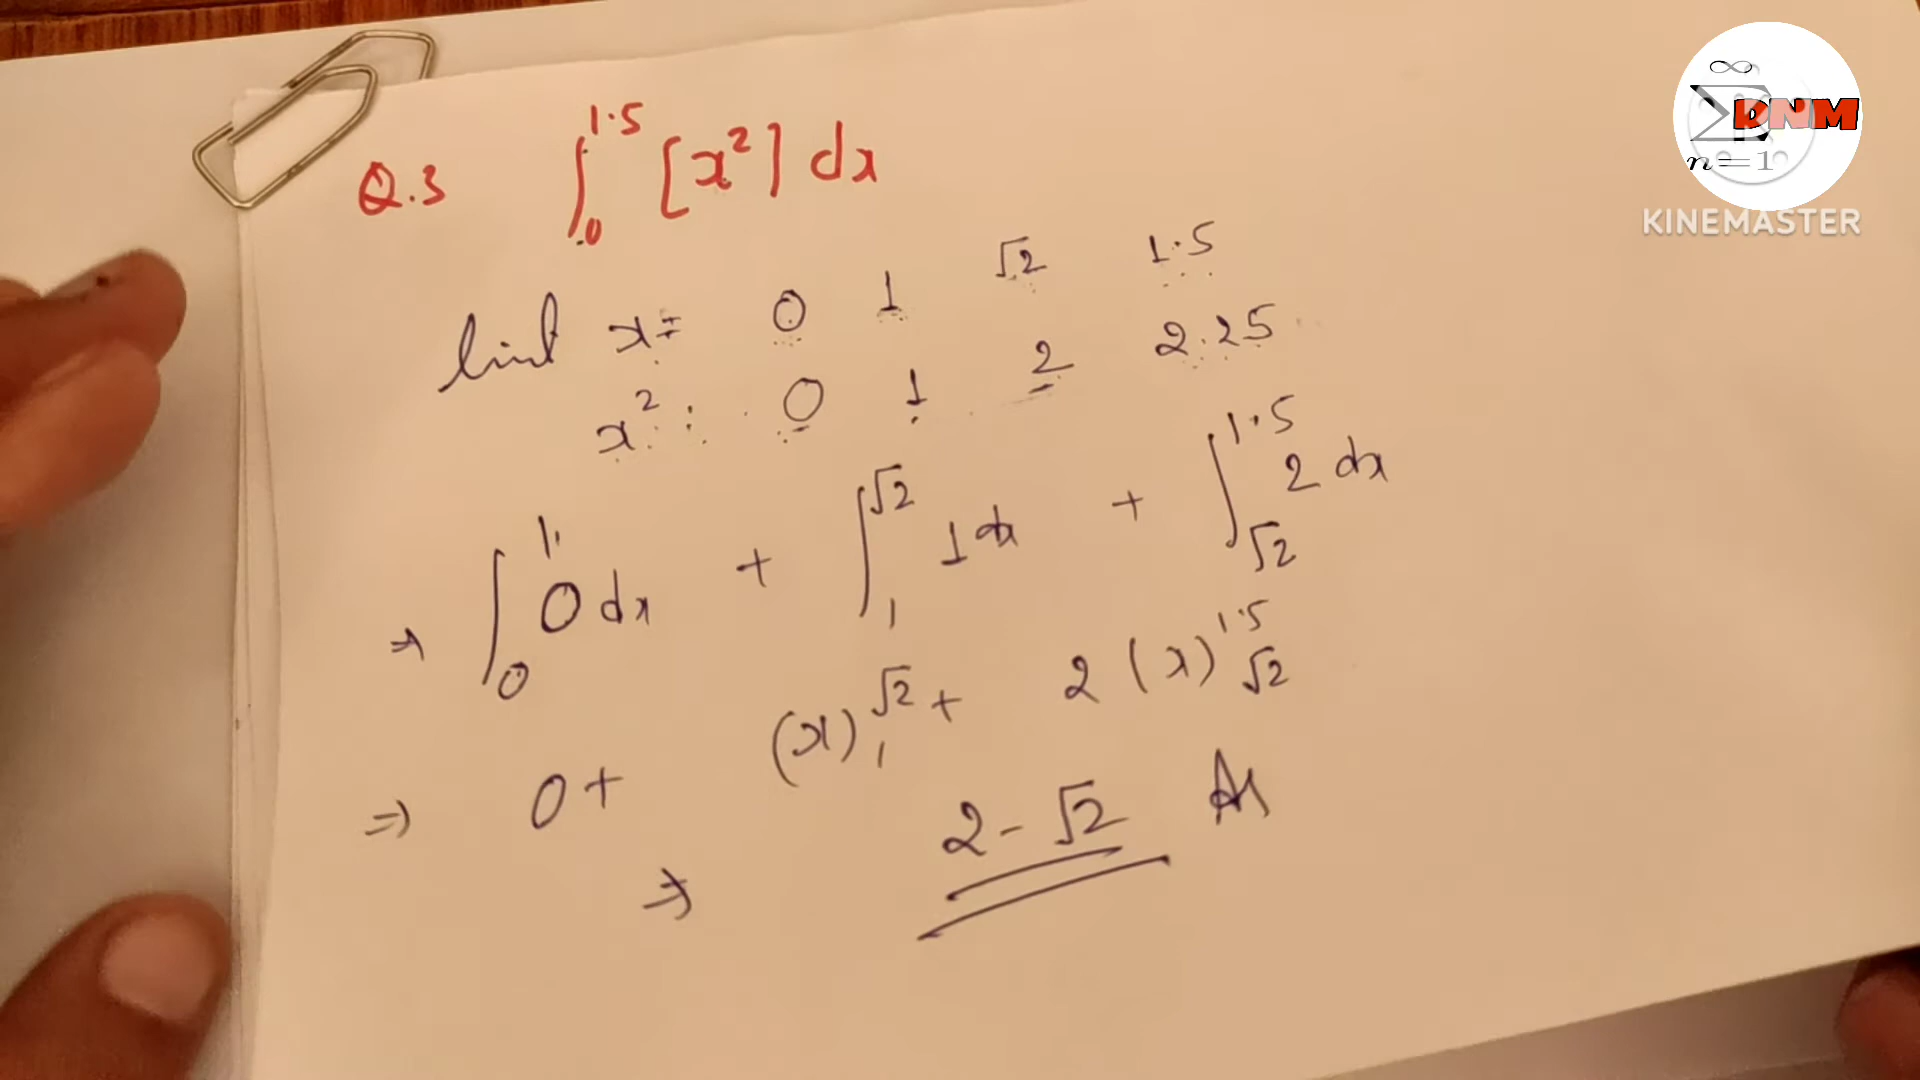 Q.3 ∫₀^1.5 [x²] dx
limit x = 0 1 √2 1.5
x² : 0 1 2 2.25
⇒ ∫₀^1 0 dx + ∫₁^√2 1 dx + ∫_√2^1.5 2 dx
⇒ 0 + (x)₁^√2 + 2 (x)_√2^1.5
⇒ 2 - √2 As
∞
Σ DNM
n=1
KINEMASTER